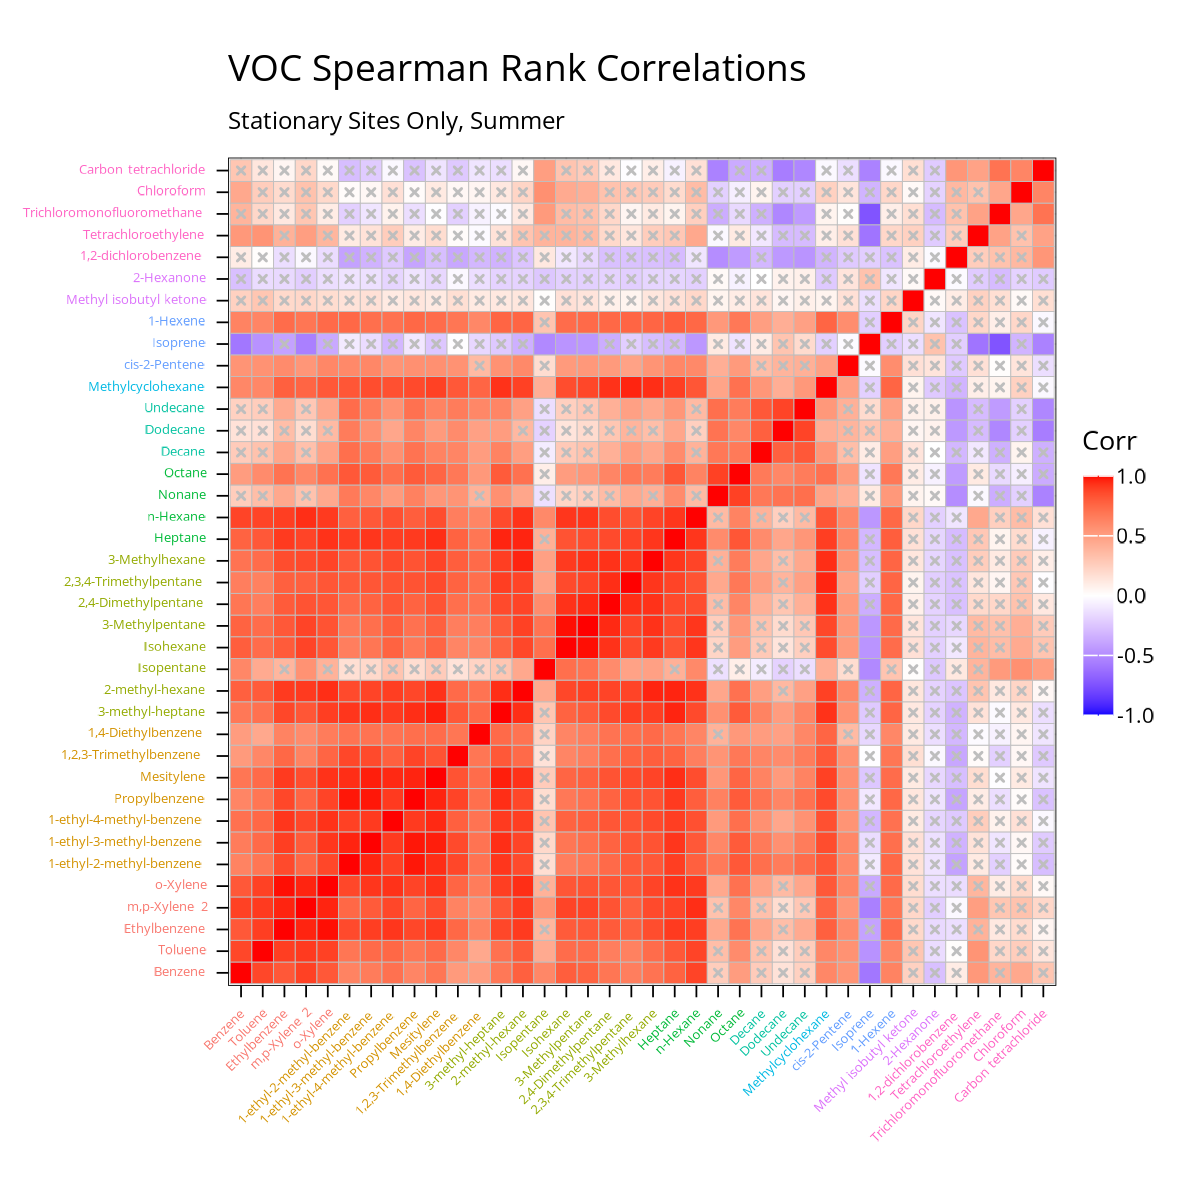 VOC Spearman Rank Correlations
Stationary Sites Only, Summer
Carbon tetrachloride
Chloroform
Trichloromonofluoromethane
Tetrachloroethylene
1,2-dichlorobenzene
2-Hexanone
Methyl isobutyl ketone
1-Hexene
Isoprene
cis-2-Pentene
Methylcyclohexane
Undecane
Dodecane
Decane
Octane
Nonane
n-Hexane
Heptane
3-Methylhexane
2,3,4-Trimethylpentane
2,4-Dimethylpentane
3-Methylpentane
Isohexane
Isopentane
2-methyl-hexane
3-methyl-heptane
1,4-Diethylbenzene
1,2,3-Trimethylbenzene
Mesitylene
Propylbenzene
1-ethyl-4-methyl-benzene
1-ethyl-3-methyl-benzene
1-ethyl-2-methyl-benzene
o-Xylene
m,p-Xylene 2
Ethylbenzene
Toluene
Benzene
Benzene
Toluene
Ethylbenzene
m,p-Xylene 2
o-Xylene
1-ethyl-2-methyl-benzene
1-ethyl-3-methyl-benzene
1-ethyl-4-methyl-benzene
Propylbenzene
Mesitylene
1,2,3-Trimethylbenzene
1,4-Diethylbenzene
3-methyl-heptane
2-methyl-hexane
Isopentane
Isohexane
3-Methylpentane
2,4-Dimethylpentane
2,3,4-Trimethylpentane
3-Methylhexane
Heptane
n-Hexane
Nonane
Octane
Decane
Dodecane
Undecane
Methylcyclohexane
cis-2-Pentene
Isoprene
1-Hexene
Methyl isobutyl ketone
2-Hexanone
1,2-dichlorobenzene
Tetrachloroethylene
Trichloromonofluoromethane
Chloroform
Carbon tetrachloride
Corr
1.0
0.5
0.0
-0.5
-1.0